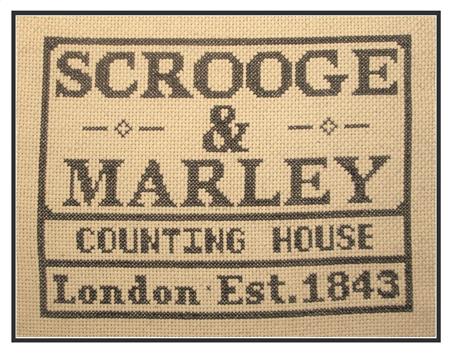 SCROOGE
&
MARLEY
COUNTING HOUSE
London Est.1843